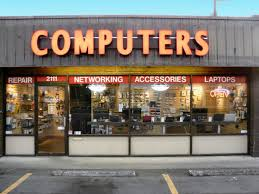 COMPUTERS
REPAIR 2111 NETWORKING ACCESSORIES LAPTOPS
OPEN